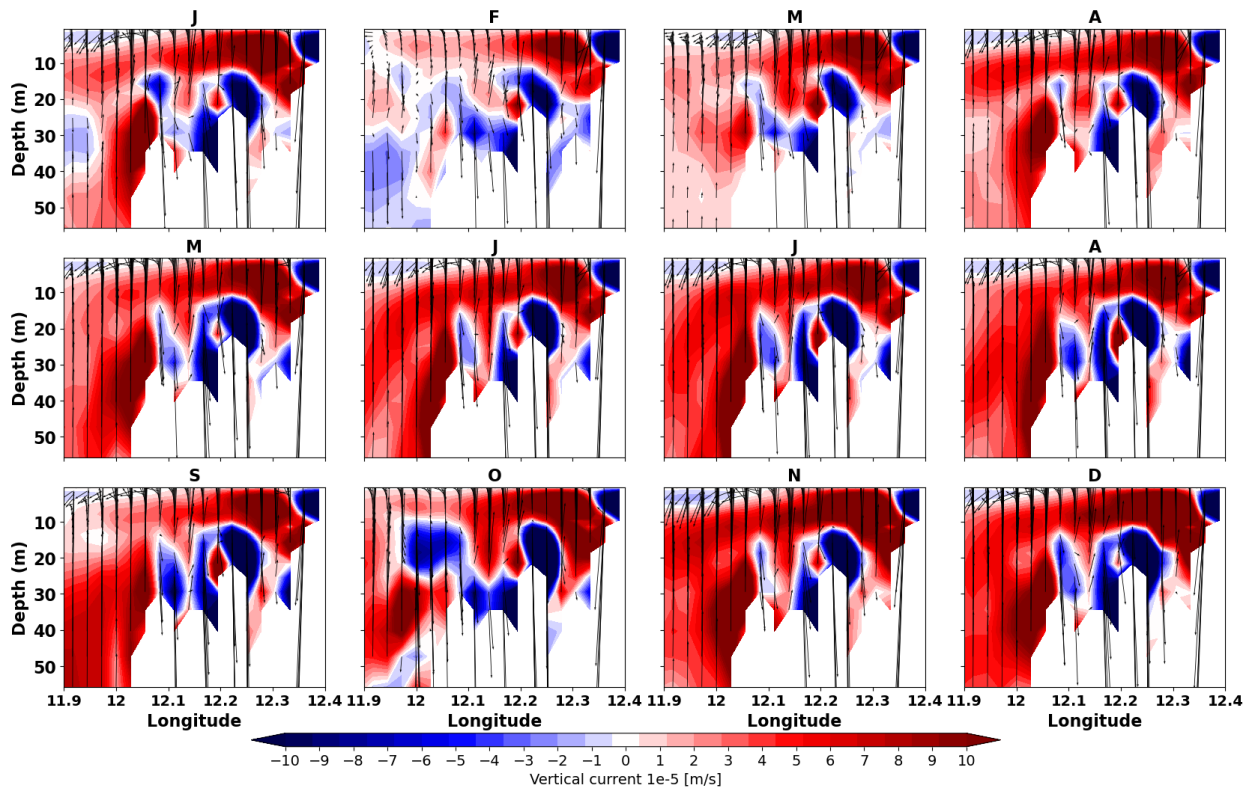 J F M A
Depth (m)
10
20
30
40
50
M J J A
Depth (m)
10
20
30
40
50
S O N D
Depth (m)
10
20
30
40
50
11.9 12 12.1 12.2 12.3 12.4 11.9 12 12.1 12.2 12.3 12.4 11.9 12 12.1 12.2 12.3 12.4 11.9 12 12.1 12.2 12.3 12.4
Longitude Longitude Longitude Longitude
−10 −9 −8 −7 −6 −5 −4 −3 −2 −1 0 1 2 3 4 5 6 7 8 9 10
Vertical current 1e-5 [m/s]